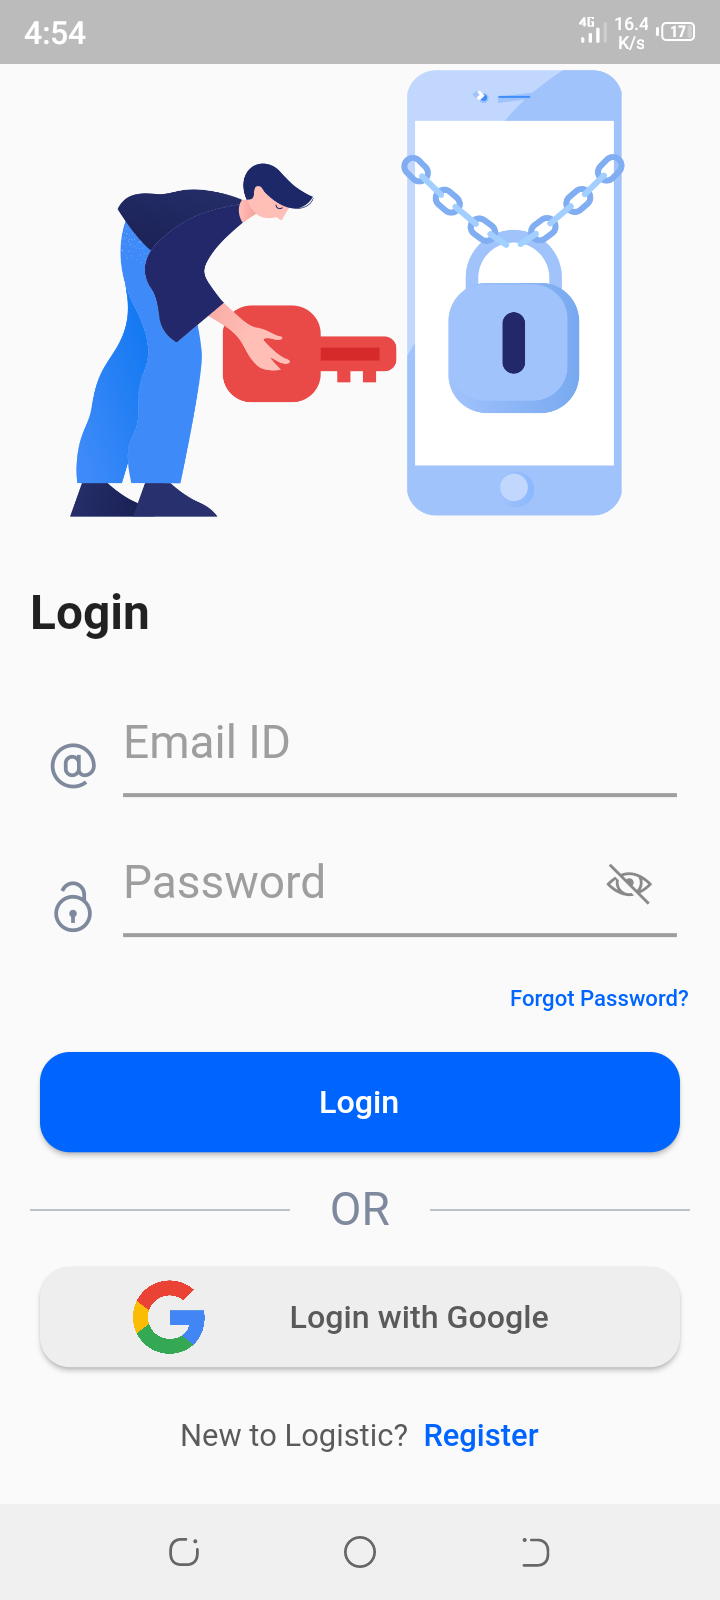 4:54
4G
16.4
K/s
17
Login
@
Email ID
Password
Forgot Password?
Login
OR
Login with Google
New to Logistic? Register